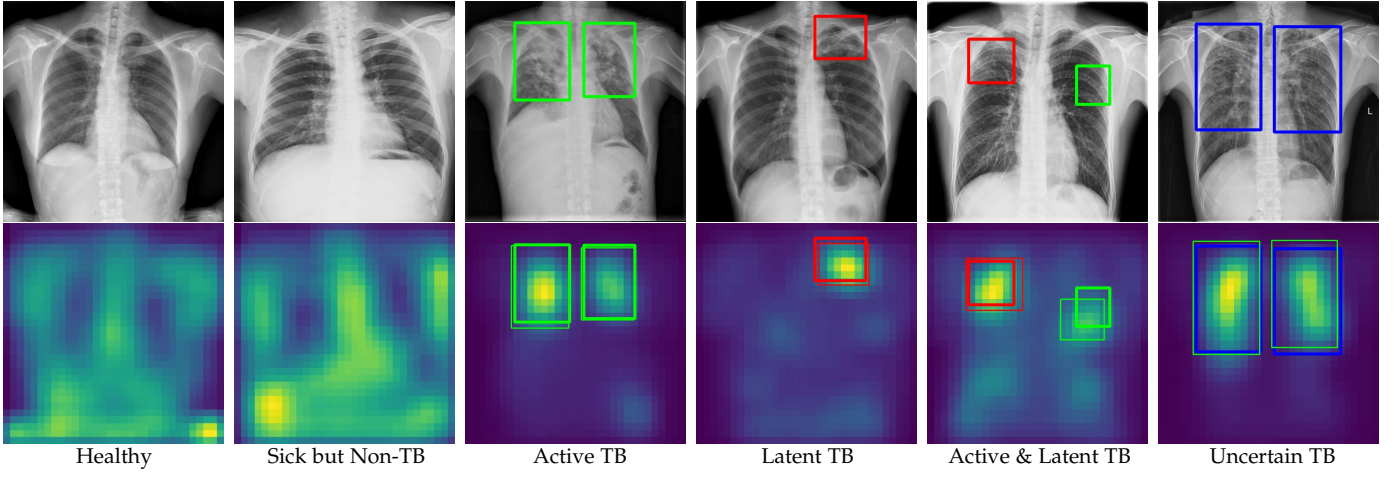 L
Healthy
Sick but Non-TB
Active TB
Latent TB
Active & Latent TB
Uncertain TB